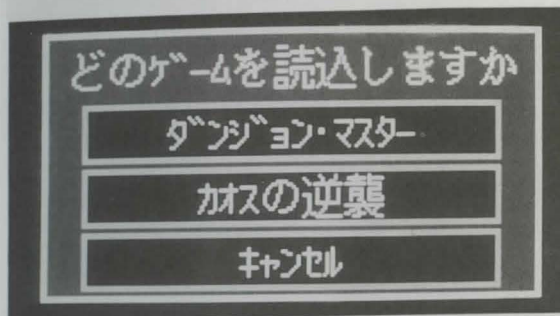 どのゲームを読込しますか
ダンジョン・マスター
カオスの逆襲
キャンセル